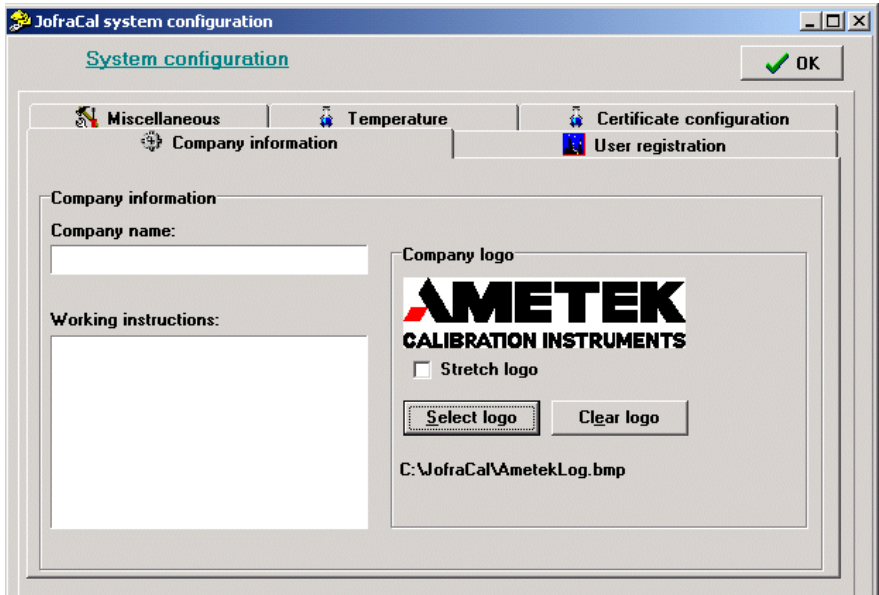 JofraCal system configuration
System configuration
OK
Miscellaneous
Temperature
Certificate configuration
Company information
User registration
Company information
Company name:
Company logo
AMETEK
CALIBRATION INSTRUMENTS
Working instructions:
Stretch logo
Select logo
Clear logo
C:\JofraCal\AmetekLog.bmp